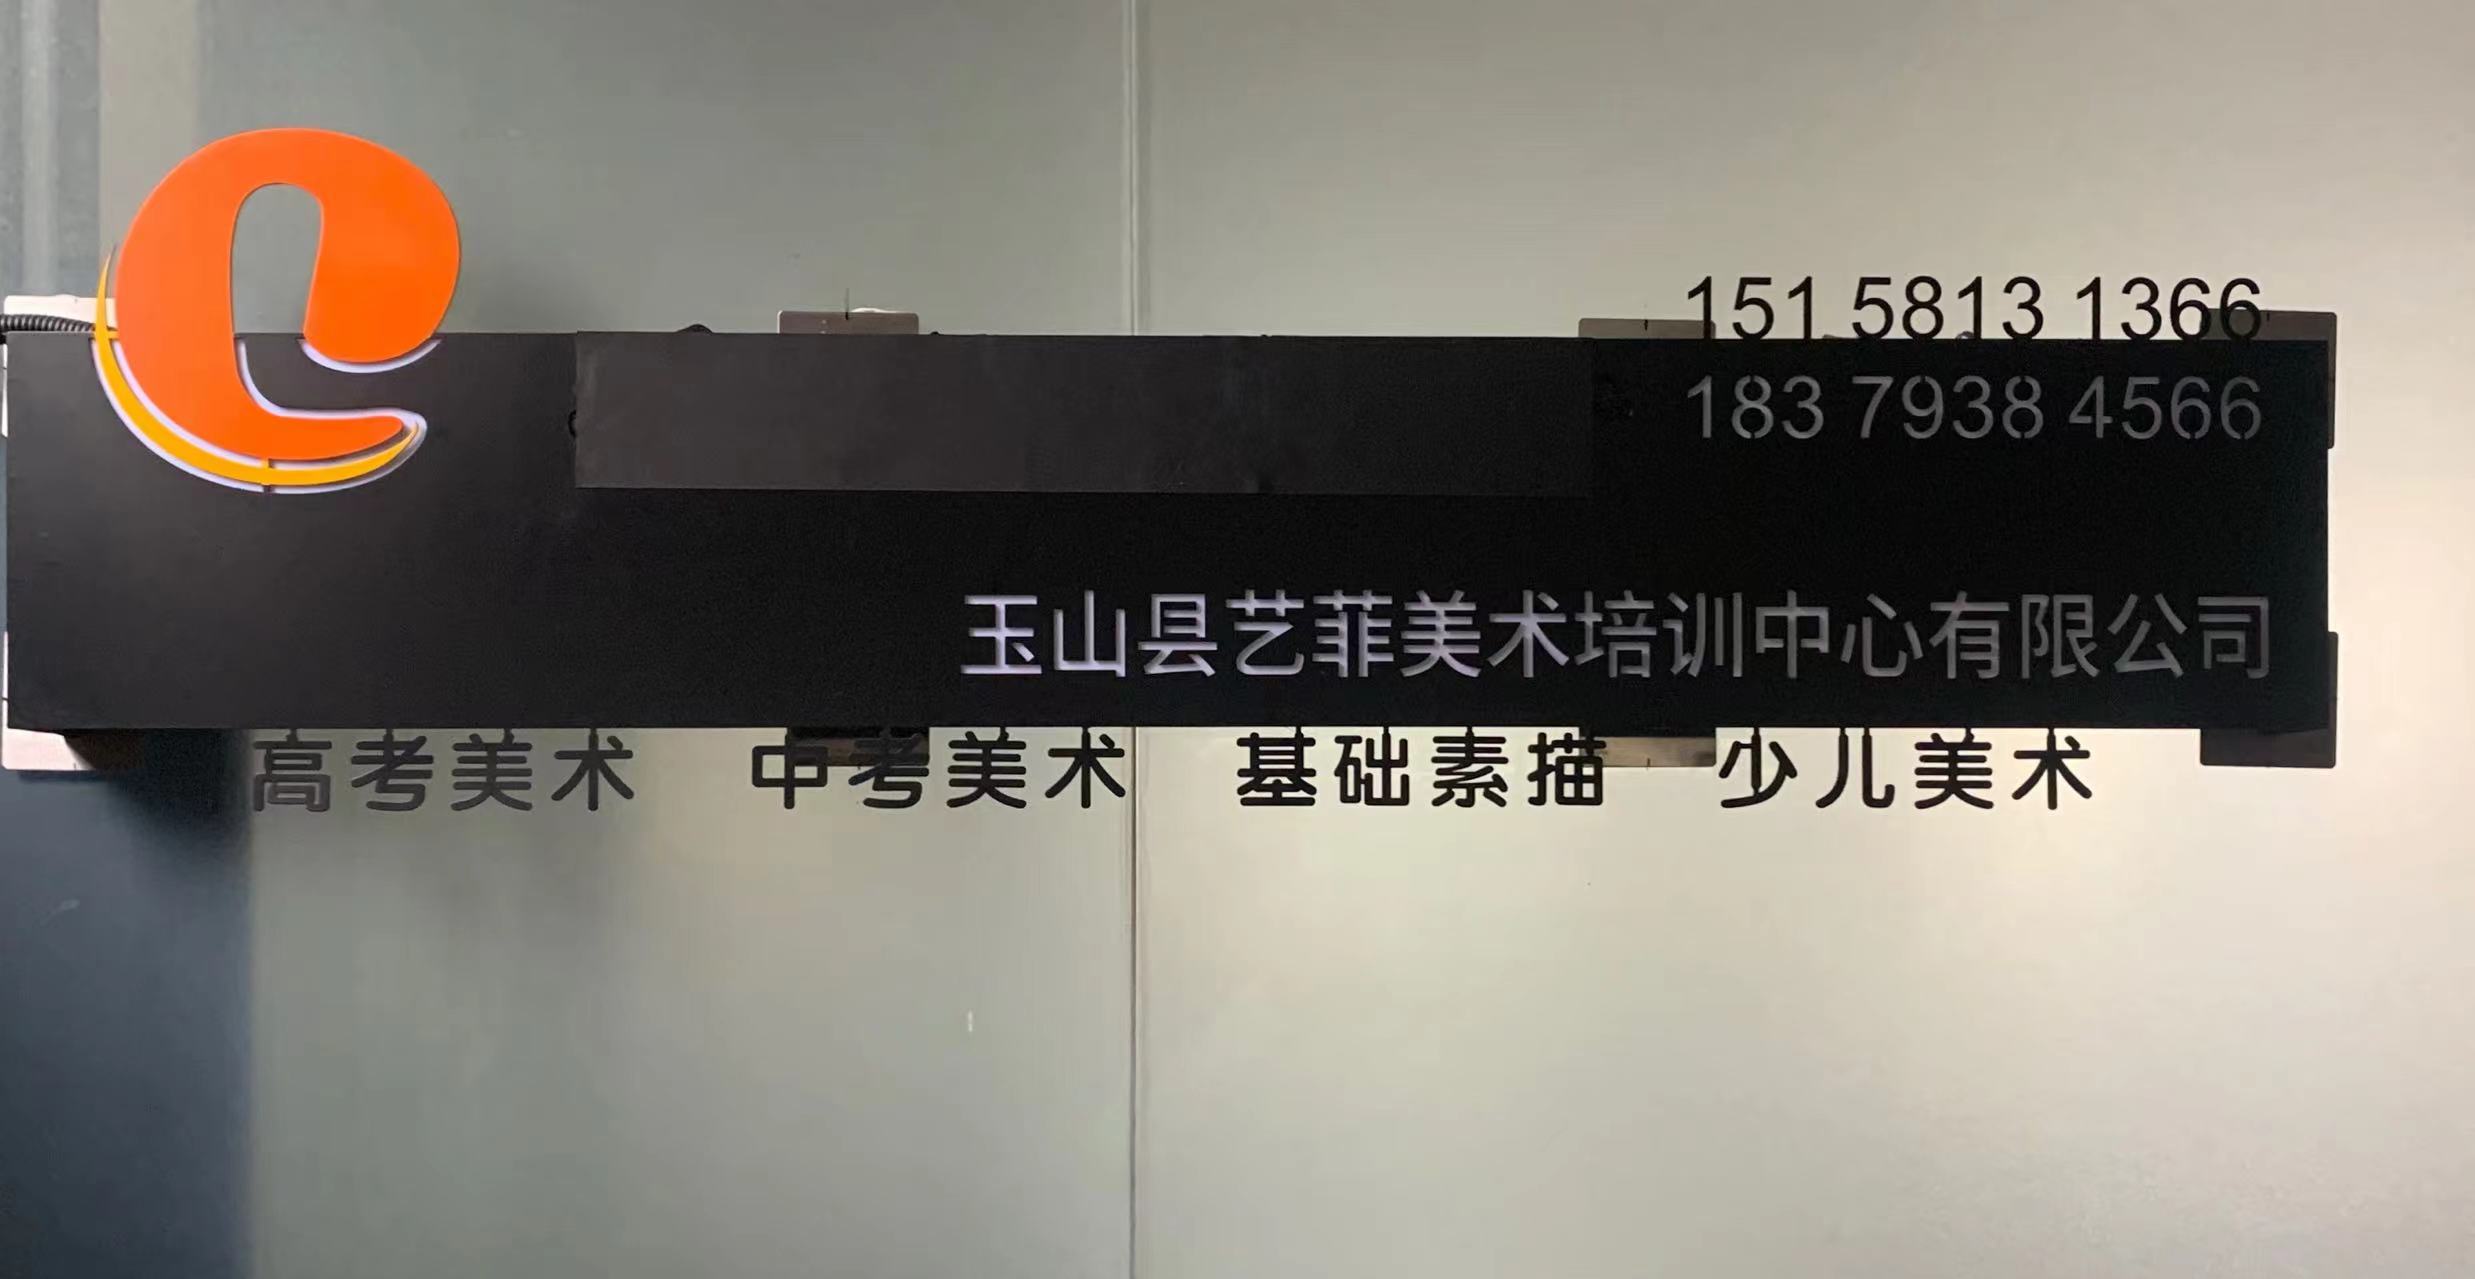 151 5813 1366
183 7938 4566
玉山县艺菲美术培训中心有限公司
高考美术 中考美术 基础素描 少儿美术